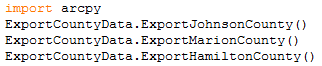 import arcpy
ExportCountyData.ExportJohnsonCounty()
ExportCountyData.ExportMarionCounty()
ExportCountyData.ExportHamiltonCounty()